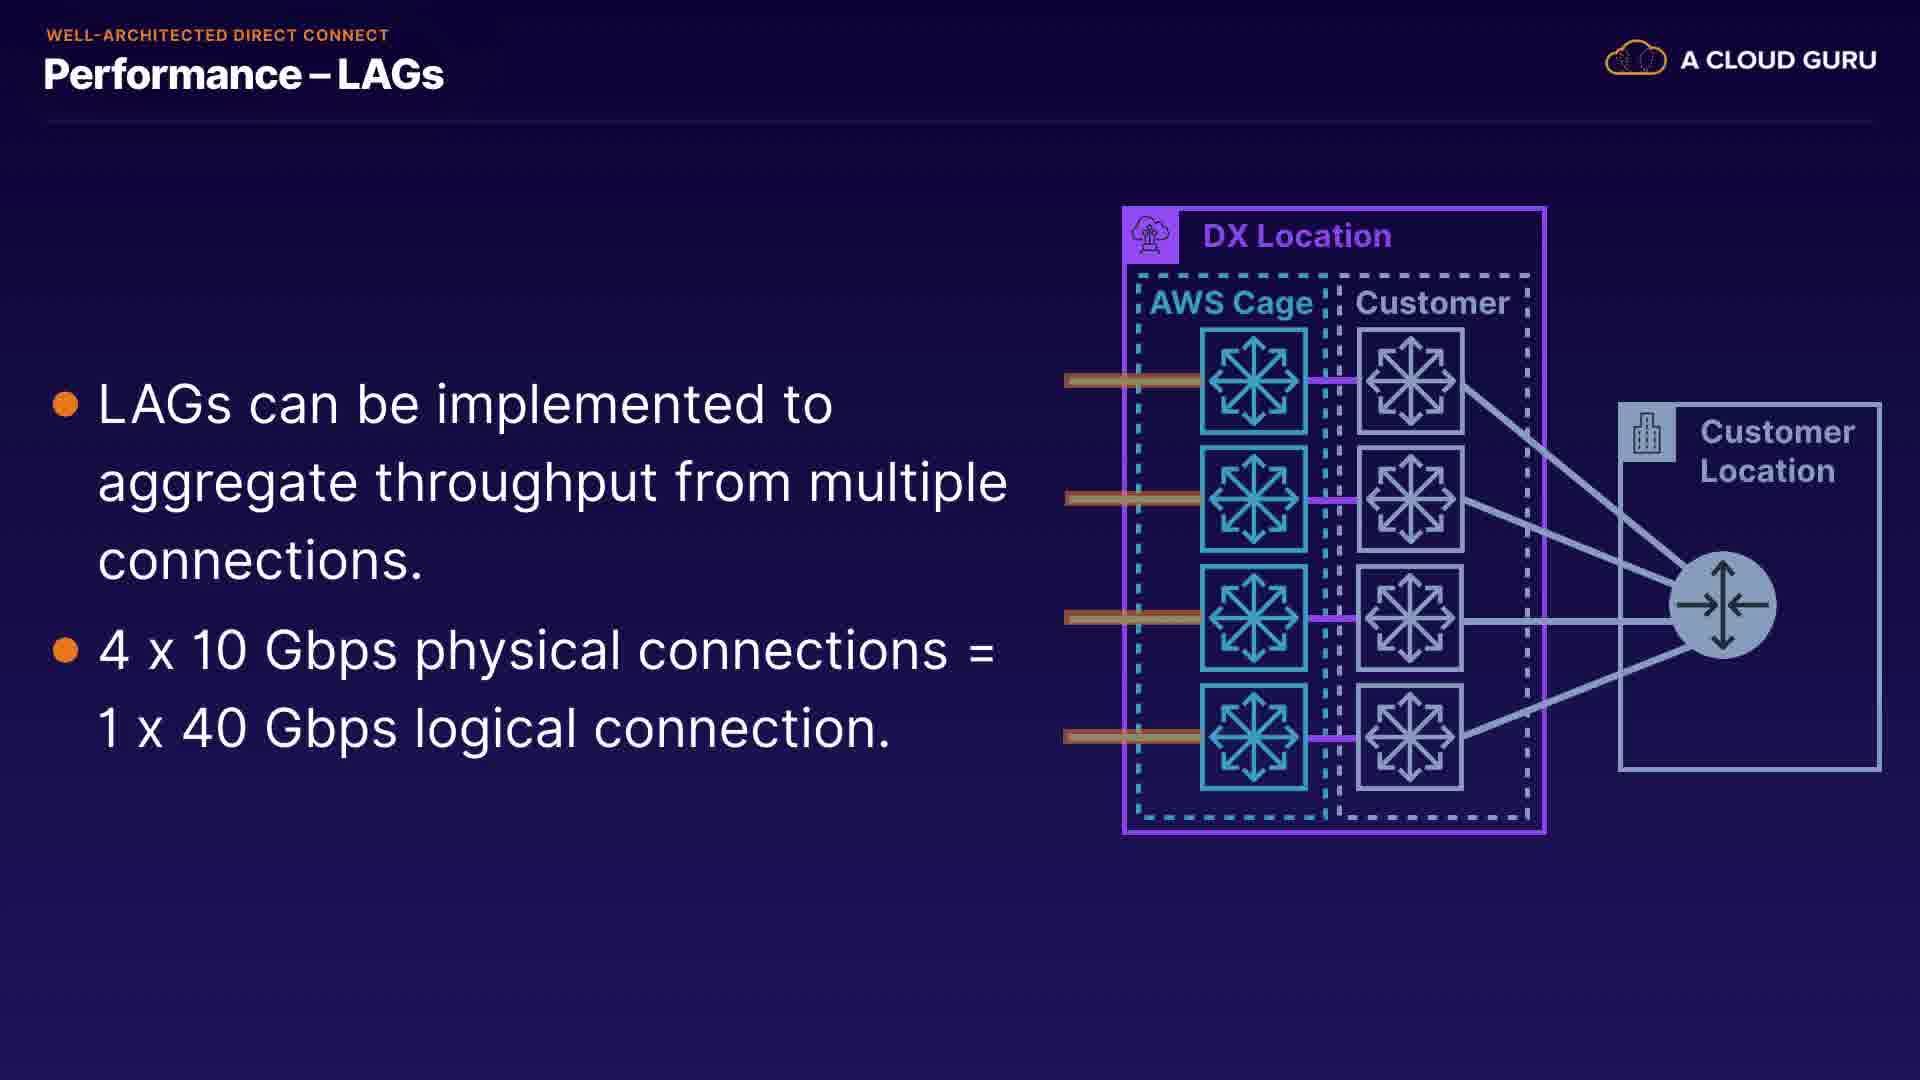 WELL-ARCHITECTED DIRECT CONNECT
Performance – LAGs
A CLOUD GURU
LAGs can be implemented to
aggregate throughput from multiple
connections.
4 x 10 Gbps physical connections =
1 x 40 Gbps logical connection.
DX Location
AWS Cage
Customer
Customer
Location